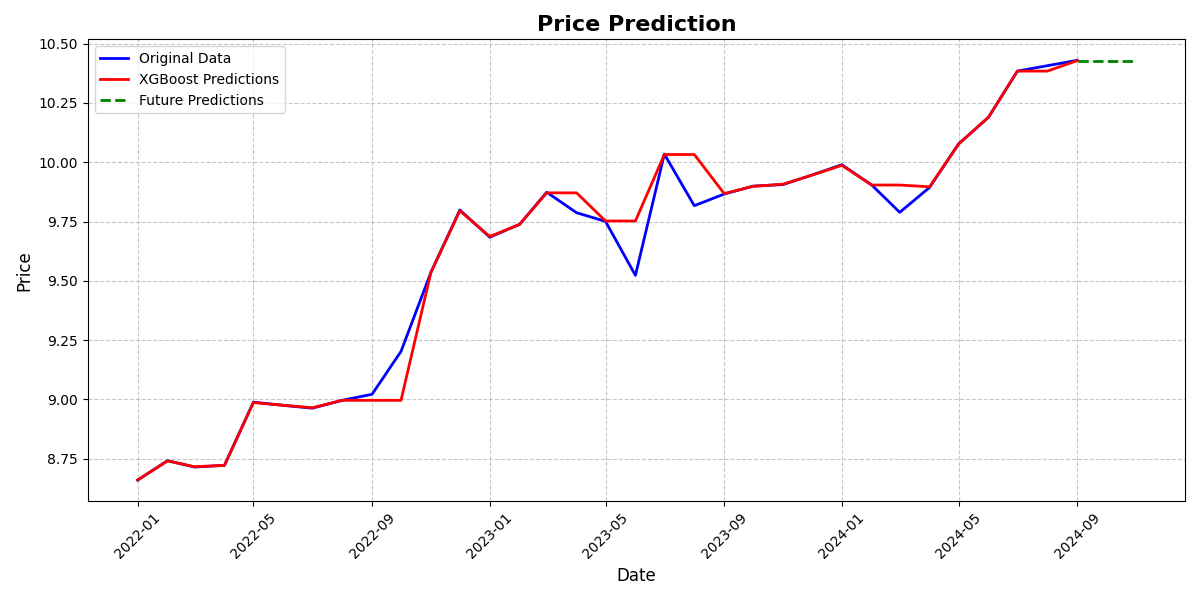 Price Prediction
Original Data
XGBoost Predictions
Future Predictions
Price
10.50
10.25
10.00
9.75
9.50
9.25
9.00
8.75
2022-01
2022-05
2022-09
2023-01
2023-05
2023-09
2024-01
2024-05
2024-09
Date